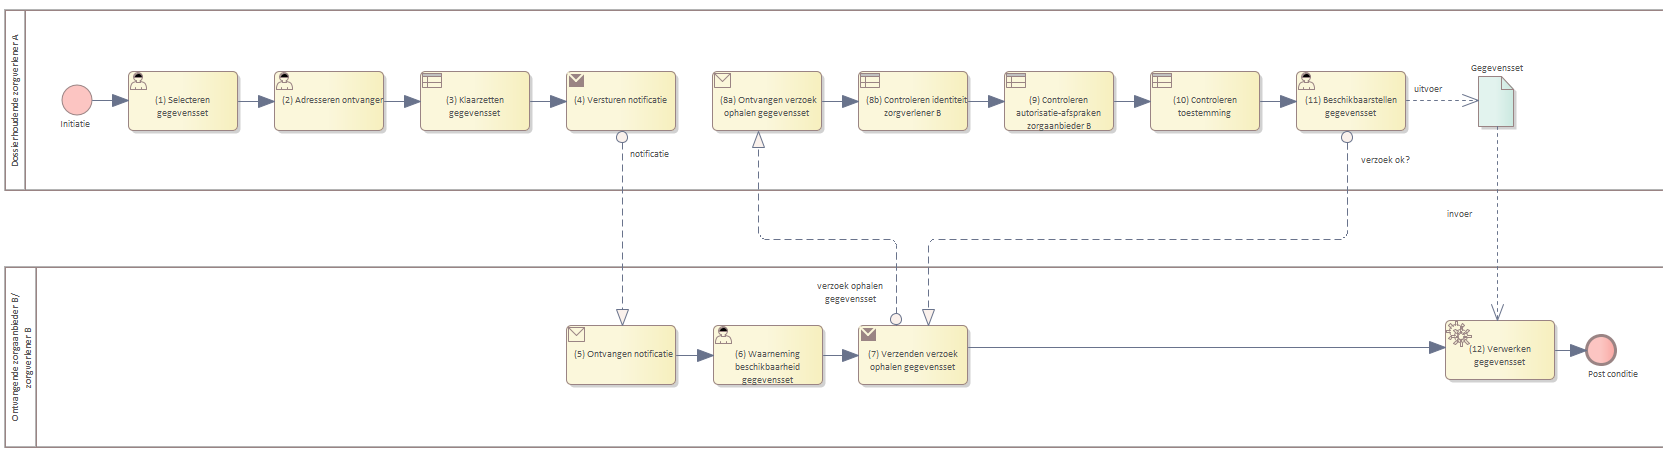 Dossierhoudende zorgverlener A
Initiatie
(1) Selecteren
gegevensset
(2) Adresseren ontvanger
(3) Klaarzetten
gegevensset
(4) Versturen notificatie
(8a) Ontvangen verzoek
ophalen gegevensset
(8b) Controleren identiteit
zorgverlener B
(9) Controleren
autorisatie-afspraken
zorgaanbieder B
(10) Controleren
toestemming
(11) Beschikbaarstellen
gegevensset
uitvoer
Gegevensset
notificatie
verzoek ok?
invoer
verzoek ophalen
gegevensset
Ontvangende zorgaanbieder B/
zorgverlener B
(5) Ontvangen notificatie
(6) Waarneming
beschikbaarheid
gegevensset
(7) Verzenden verzoek
ophalen gegevensset
(12) Verwerken
gegevensset
Post conditie